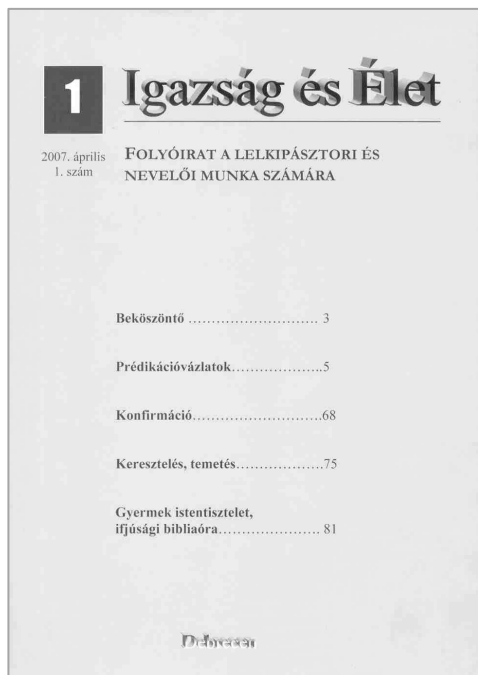 1
Igazság és Élet
2007. április
1. szám
FOLYÓIRAT A LELKIPÁSZTORI ÉS
NEVELŐI MUNKA SZÁMÁRA
Beköszöntő ............................ 3
Prédikációvázlatok....................5
Konfirmáció............................68
Keresztelés, temetés...................75
Gyermek istentisztelet,
ifjúsági bibliaóra...................... 81
Debrecen